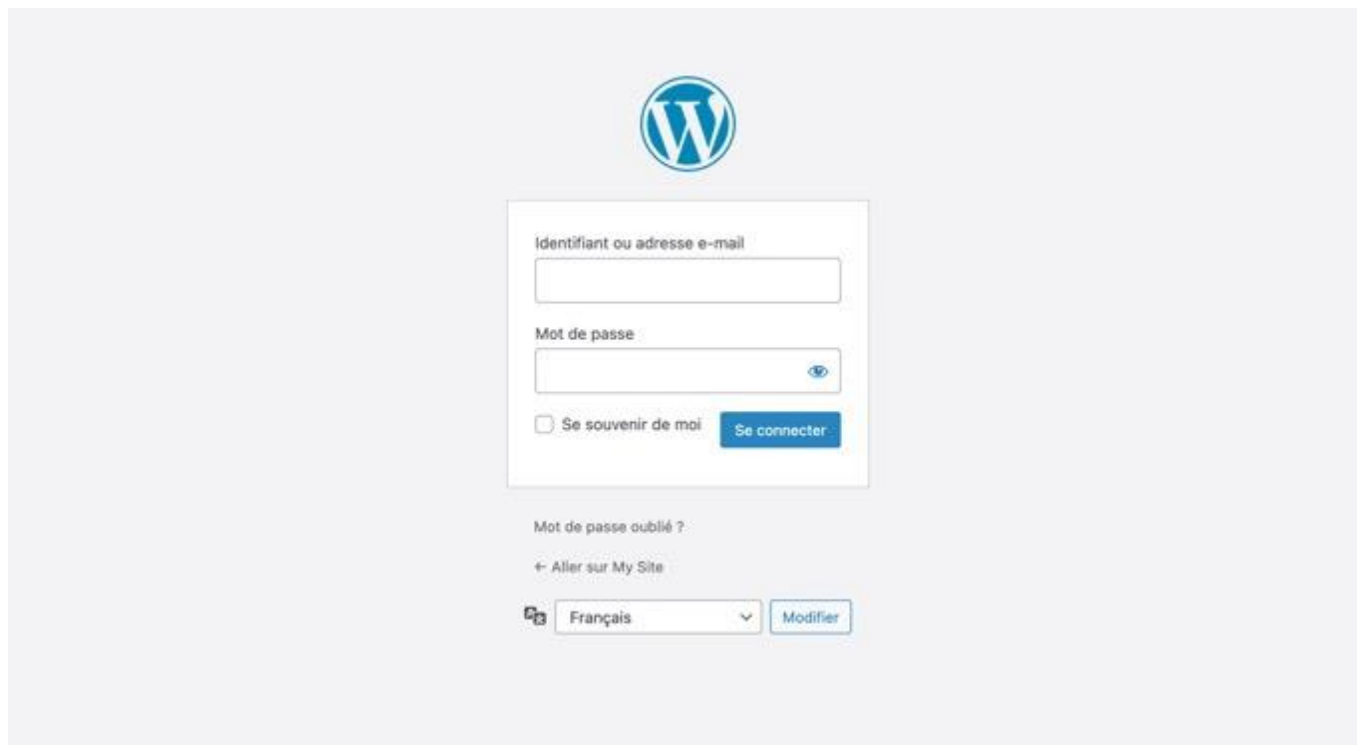 Identifiant ou adresse e-mail
Mot de passe
Se souvenir de moi
Se connecter
Mot de passe oublié ?
← Aller sur My Site
Français
Modifier